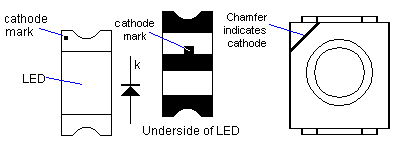 cathode
mark
LED
k
cathode
mark
Underside of LED
Chamfer
indicates
cathode